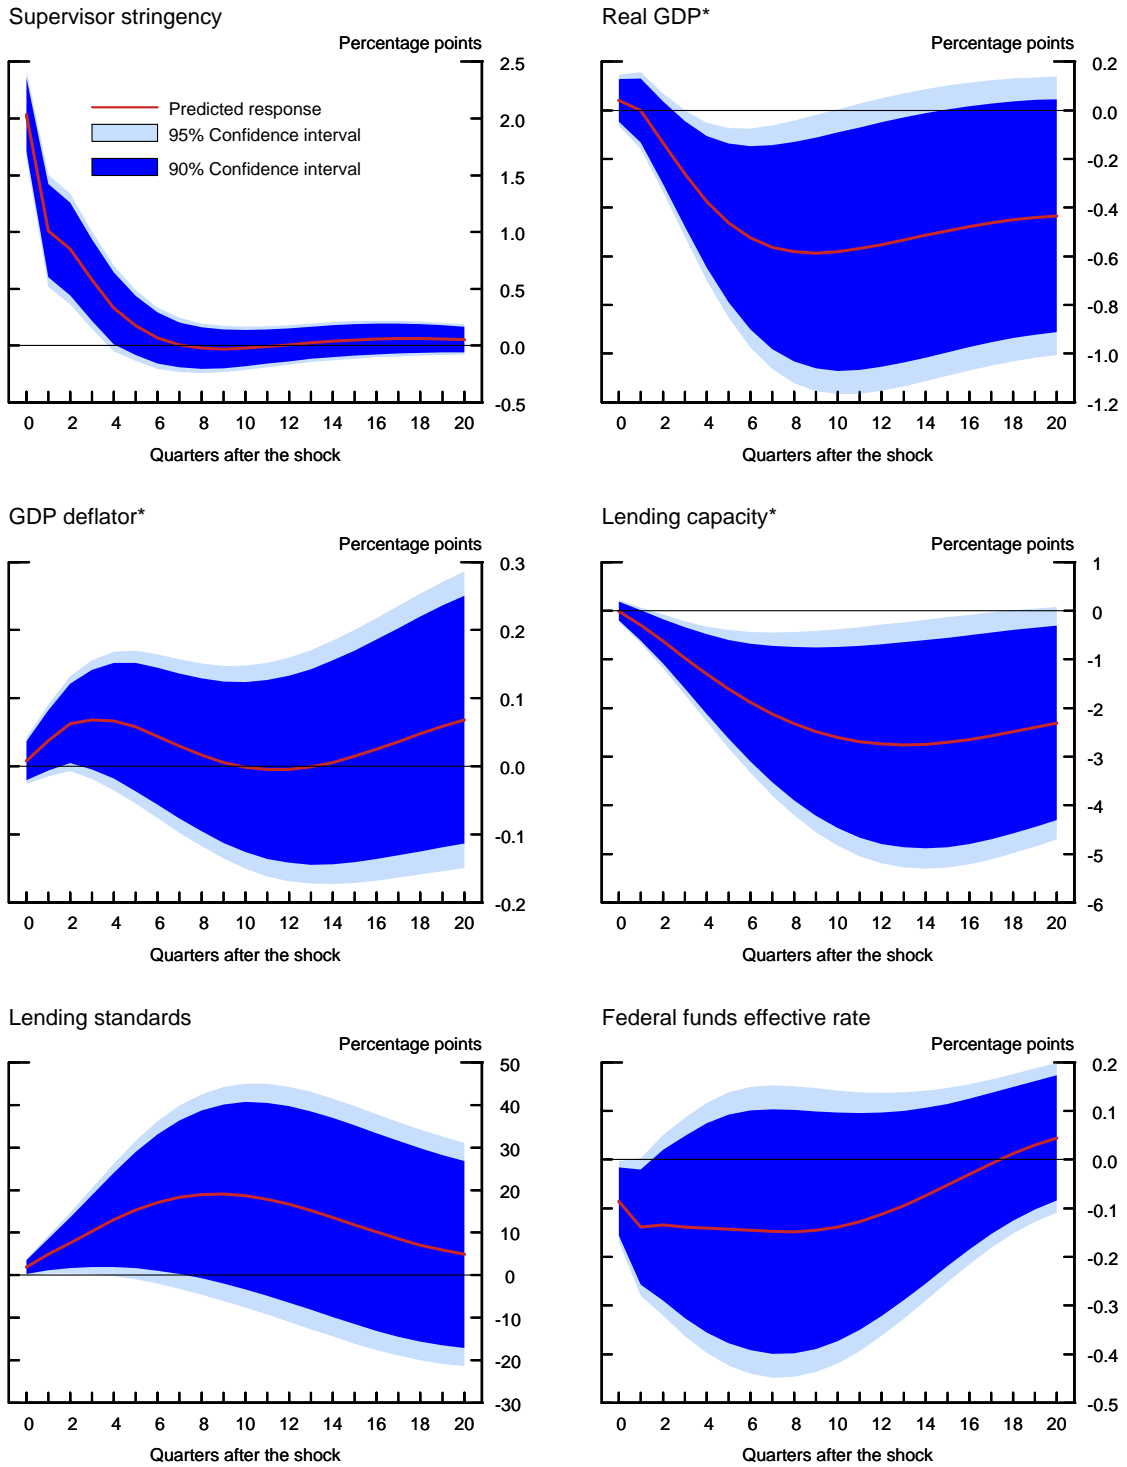 Supervisor stringency
Percentage points
2.5
2.0
1.5
1.0
0.5
0.0
-0.5
Predicted response
95% Confidence interval
90% Confidence interval
0 2 4 6 8 10 12 14 16 18 20
Quarters after the shock
Real GDP*
Percentage points
0.2
0.0
-0.2
-0.4
-0.6
-0.8
-1.0
-1.2
0 2 4 6 8 10 12 14 16 18 20
Quarters after the shock
GDP deflator*
Percentage points
0.3
0.2
0.1
0.0
-0.1
-0.2
0 2 4 6 8 10 12 14 16 18 20
Quarters after the shock
Lending capacity*
Percentage points
1
0
-1
-2
-3
-4
-5
-6
0 2 4 6 8 10 12 14 16 18 20
Quarters after the shock
Lending standards
Percentage points
50
40
30
20
10
0
-10
-20
-30
0 2 4 6 8 10 12 14 16 18 20
Quarters after the shock
Federal funds effective rate
Percentage points
0.2
0.1
0.0
-0.1
-0.2
-0.3
-0.4
-0.5
0 2 4 6 8 10 12 14 16 18 20
Quarters after the shock